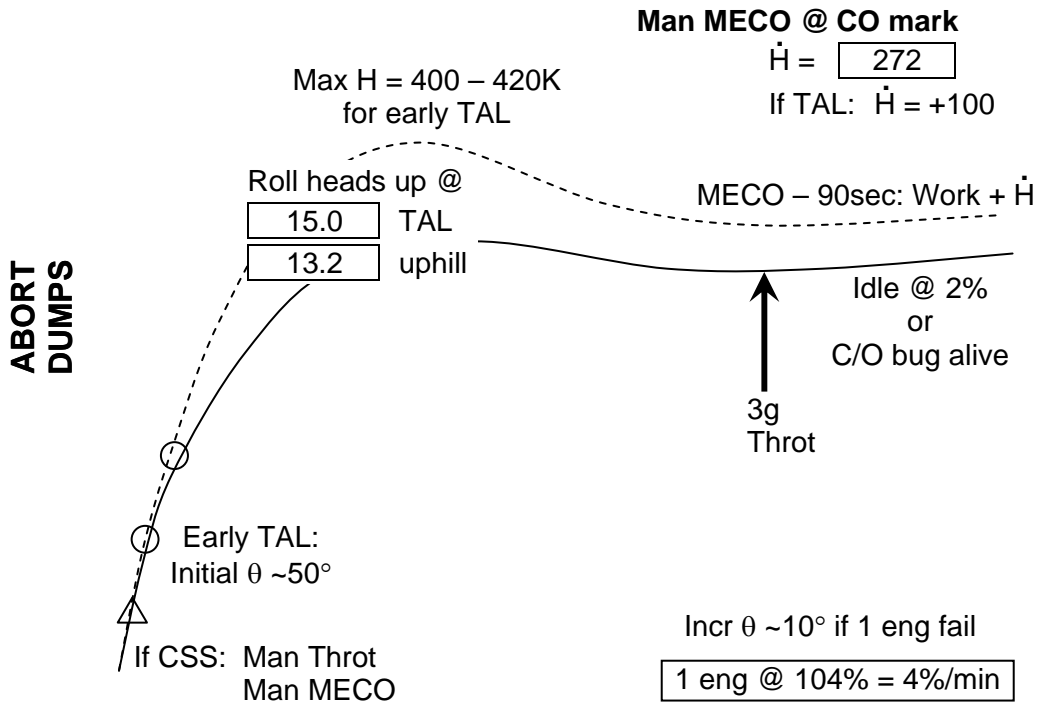 Man MECO @ CO mark
Ḣ = 272
If TAL: Ḣ = +100
Max H = 400 – 420K
for early TAL
Roll heads up @
15.0 TAL
13.2 uphill
MECO – 90sec: Work + Ḣ
ABORT
DUMPS
Idle @ 2%
or
C/O bug alive
3g
Throt
Early TAL:
Initial θ ~50°
If CSS: Man Throt
Man MECO
Incr θ ~10° if 1 eng fail
1 eng @ 104% = 4%/min